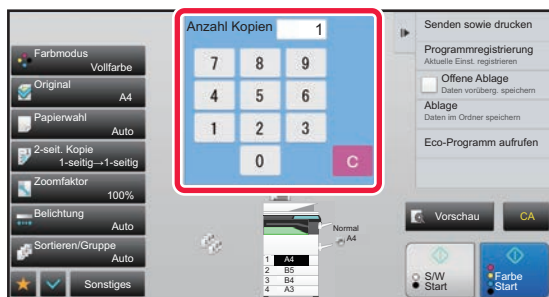 Anzahl Kopien 1
7 8 9
4 5 6
1 2 3
0 C
Farbmodus
Vollfarbe
Original
A4
Papierwahl
Auto
2-seit. Kopie
1-seitig→1-seitig
Zoomfaktor
100%
Belichtung
Auto
Sortieren/Gruppe
Auto
Sonstiges
Normal
A4
1 A4
2 B5
3 B4
4 A3
Senden sowie drucken
Programmregistrierung
Aktuelle Einst. registrieren
Offene Ablage
Daten vorüberg. speichern
Ablage
Daten im Ordner speichern
Eco-Programm aufrufen
Vorschau
CA
S/W
Start
Farbe
Start